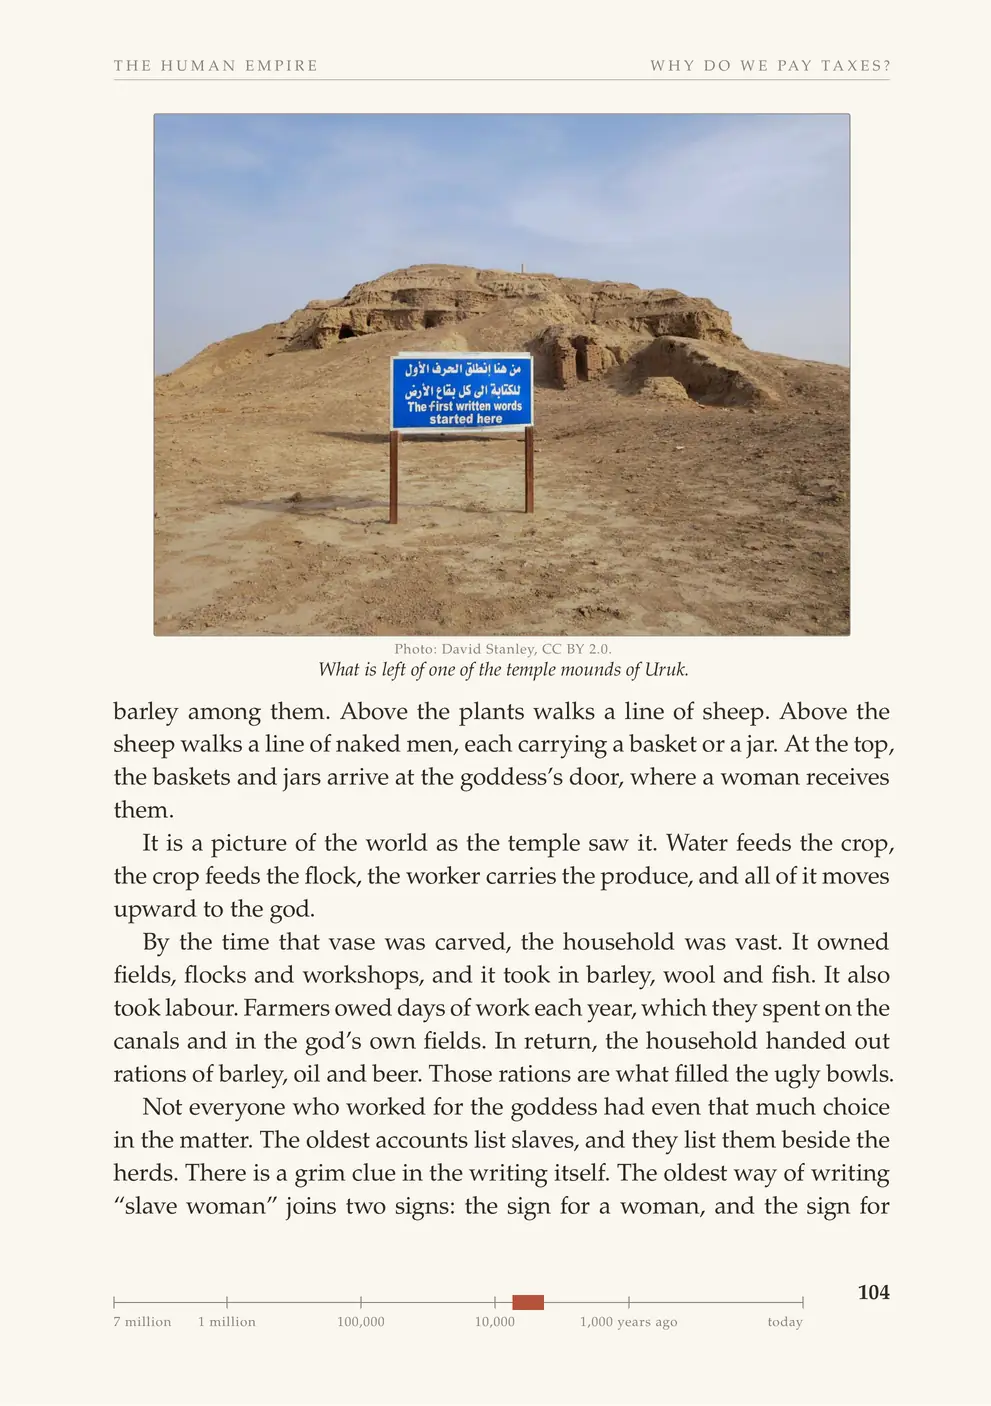 THE HUMAN EMPIRE
WHY DO WE PAY TAXES?
من هنا إنطلق الحرف الأول
للكتابة الى كل بقاع الأرض
The first written words
started here
Photo: David Stanley, CC BY 2.0.
What is left of one of the temple mounds of Uruk.
barley among them. Above the plants walks a line of sheep. Above the
sheep walks a line of naked men, each carrying a basket or a jar. At the top,
the baskets and jars arrive at the goddess’s door, where a woman receives
them.
It is a picture of the world as the temple saw it. Water feeds the crop,
the crop feeds the flock, the worker carries the produce, and all of it moves
upward to the god.
By the time that vase was carved, the household was vast. It owned
fields, flocks and workshops, and it took in barley, wool and fish. It also
took labour. Farmers owed days of work each year, which they spent on the
canals and in the god’s own fields. In return, the household handed out
rations of barley, oil and beer. Those rations are what filled the ugly bowls.
Not everyone who worked for the goddess had even that much choice
in the matter. The oldest accounts list slaves, and they list them beside the
herds. There is a grim clue in the writing itself. The oldest way of writing
“slave woman” joins two signs: the sign for a woman, and the sign for
104
7 million 1 million 100,000 10,000 1,000 years ago today